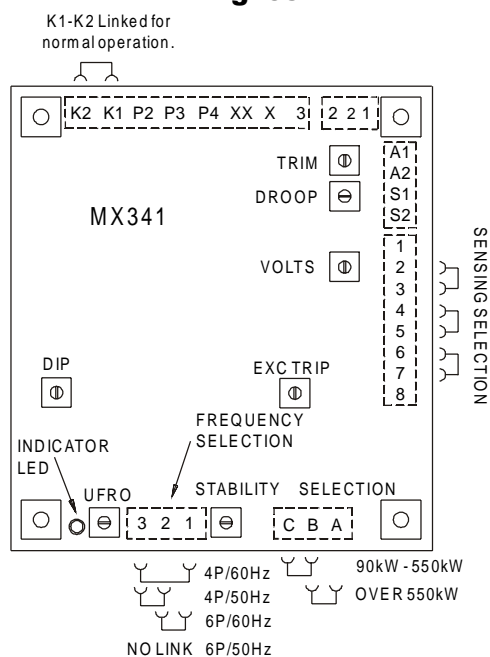 K1-K2 Linked for
normal operation.
K2 K1 P2 P3 P4 XX X 3 2 2 1
TRIM
DROOP
MX341
VOLTS
A1
A2
S1
S2
1
2
3
4
5
6
7
8
SENSING SELECTION
DIP
EXC TRIP
FREQUENCY
SELECTION
INDICATOR
LED
UFRO
STABILITY SELECTION
3 2 1
C B A
4P/60Hz
4P/50Hz
6P/60Hz
NO LINK 6P/50Hz
90kW - 550kW
OVER 550kW